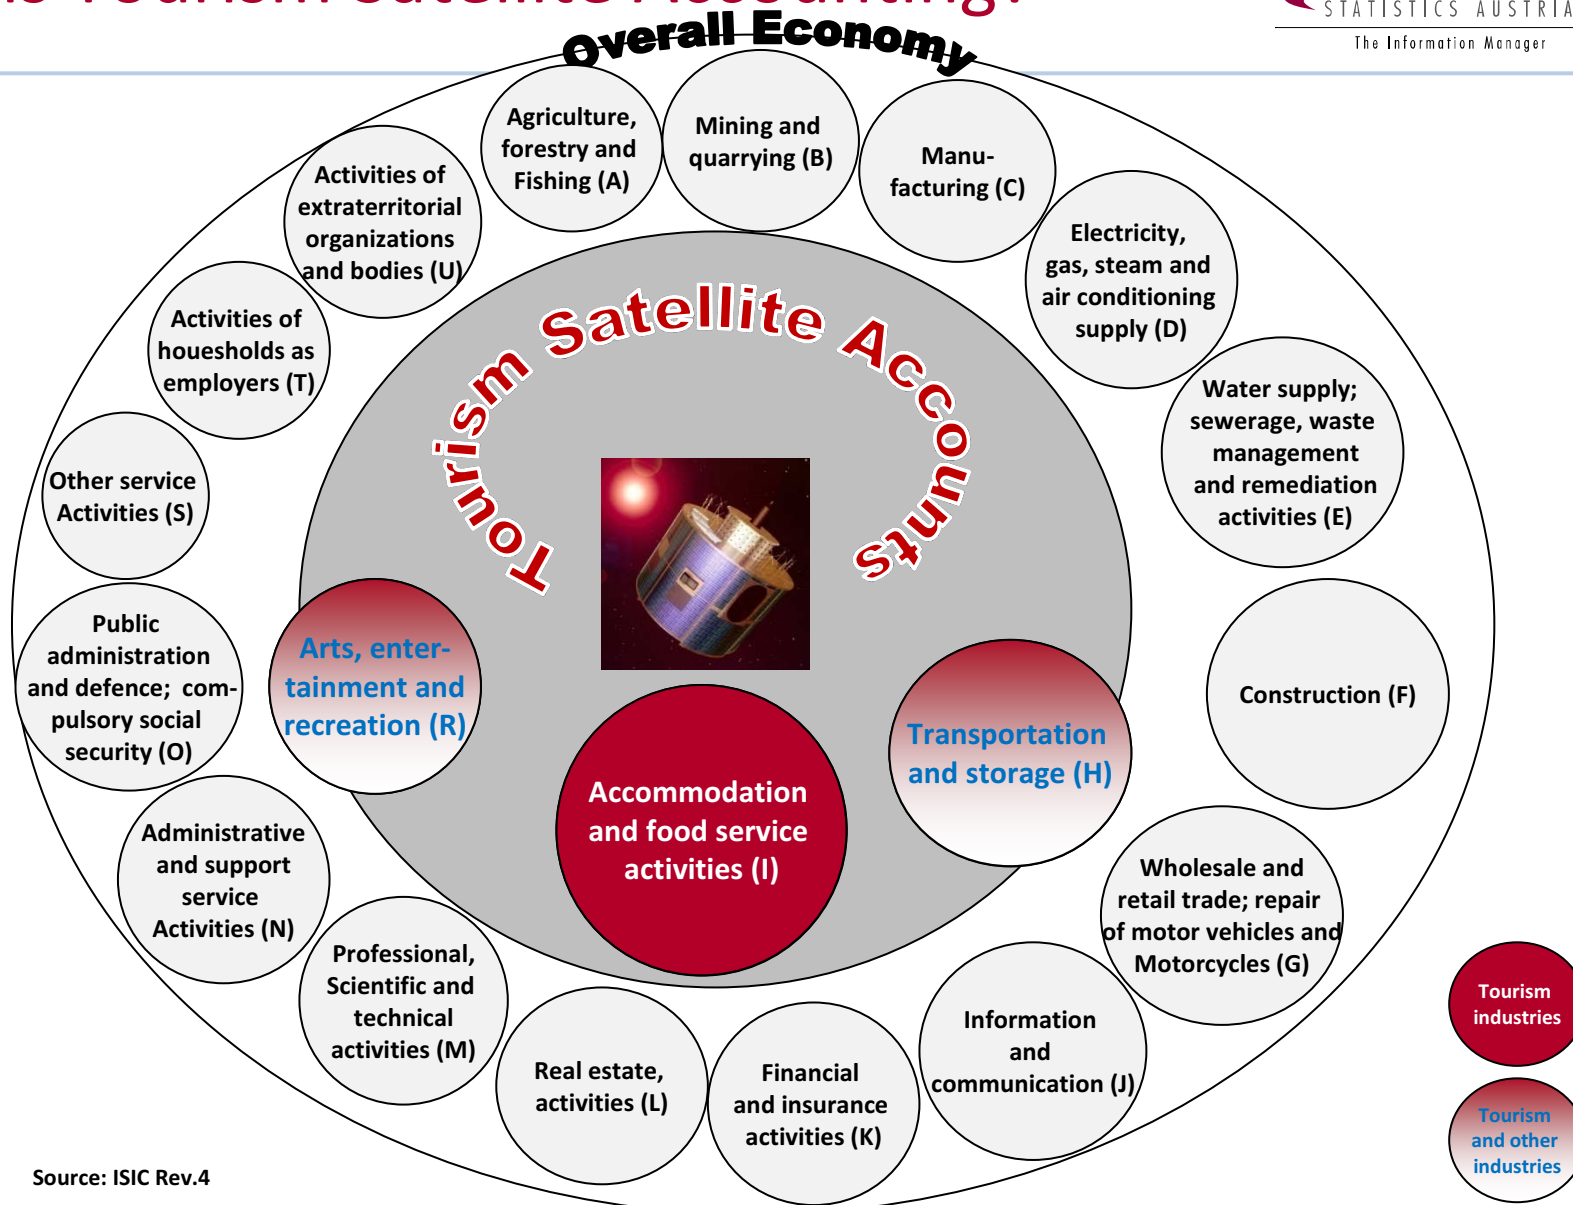 is Tourism Satellite Accounting?
STATISTICS AUSTRIA
The Information Manager
Overall Economy
Agriculture,
forestry and
Fishing (A)
Mining and
quarrying (B)
Manu-
facturing (C)
Electricity,
gas, steam and
air conditioning
supply (D)
Water supply;
sewerage, waste
management
and remediation
activities (E)
Construction (F)
Wholesale and
retail trade; repair
of motor vehicles and
Motorcycles (G)
Information
and
communication (J)
Financial
and insurance
activities (K)
Real estate,
activities (L)
Professional,
Scientific and
technical
activities (M)
Administrative
and support
service
Activities (N)
Public
administration
and defence; com-
pulsory social
security (O)
Other service
Activities (S)
Activities of
houesholds as
employers (T)
Activities of
extraterritorial
organizations
and bodies (U)
Tourism Satellite Accounts
Arts, enter-
tainment and
recreation (R)
Accommodation
and food service
activities (I)
Transportation
and storage (H)
Tourism
industries
Tourism
and other
industries
Source: ISIC Rev.4